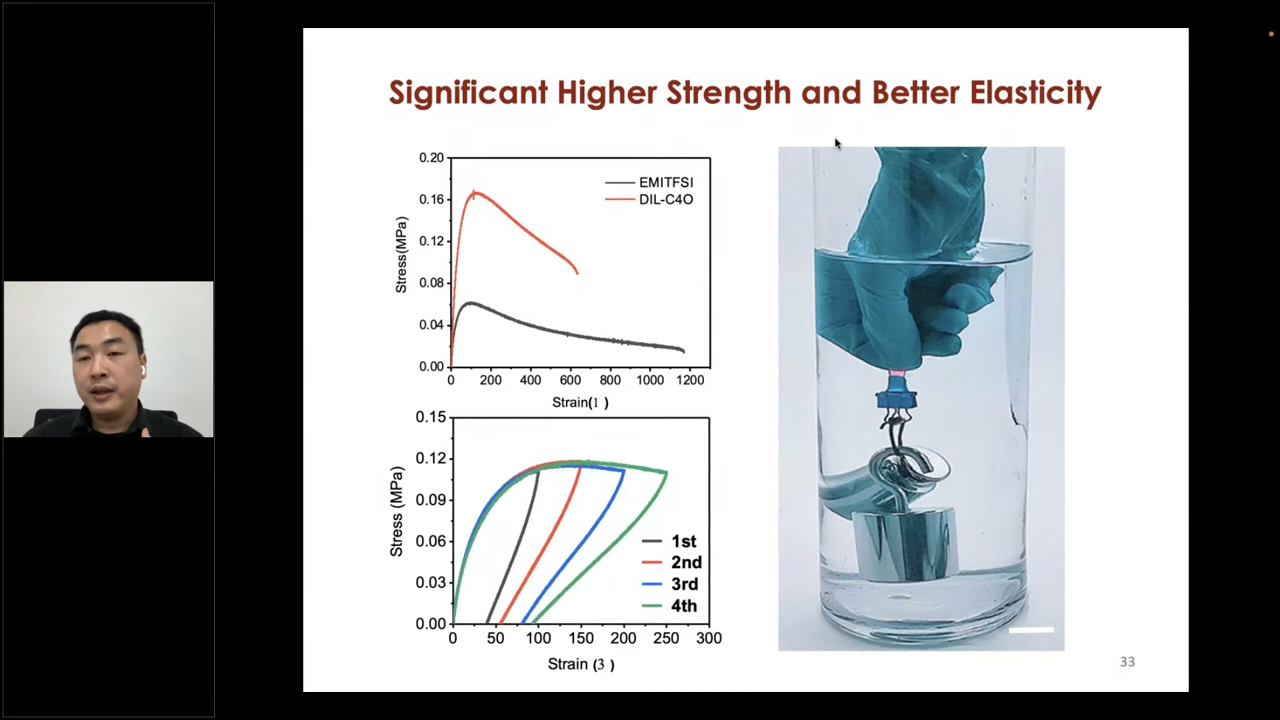 Significant Higher Strength and Better Elasticity
0.20
0.16
0.12
0.08
0.04
0.00
Stress(MPa)
EMITFSI
DIL-C4O
0 200 400 600 800 1000 1200
Strain(1 )
0.15
0.12
0.09
0.06
0.03
0.00
Stress (MPa)
1st
2nd
3rd
4th
0 50 100 150 200 250 300
Strain (3 )
33